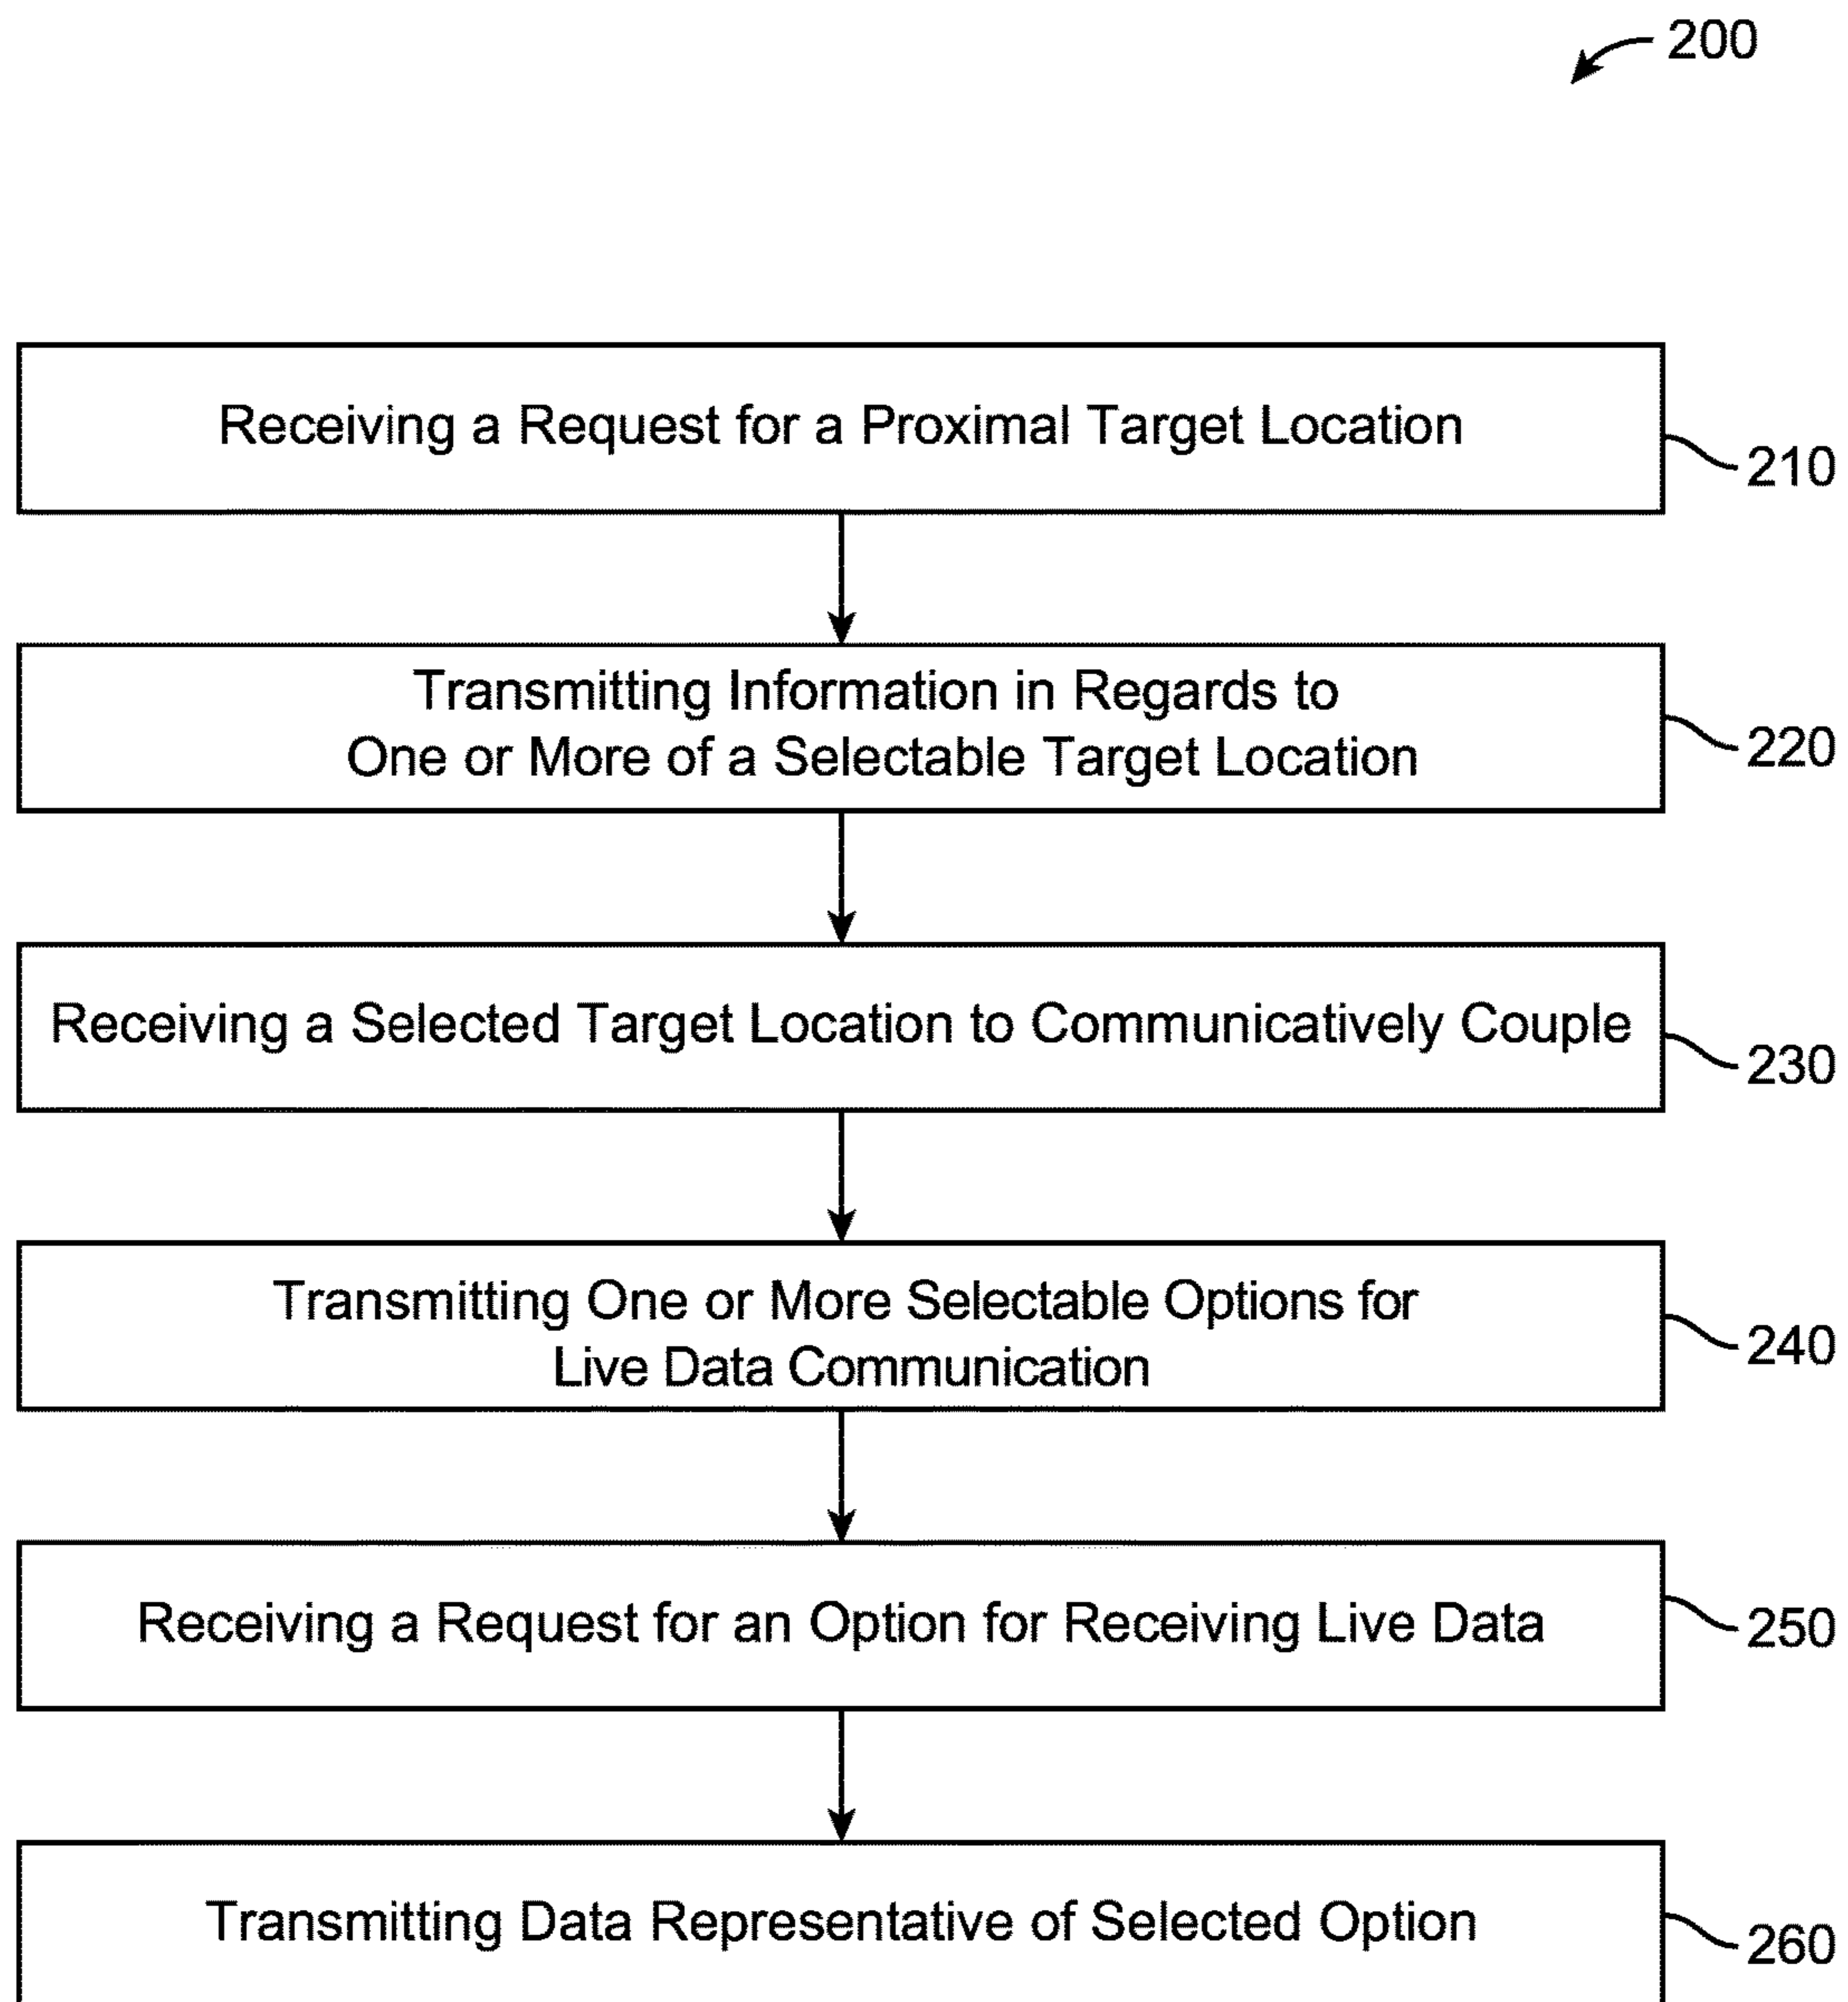 200
Receiving a Request for a Proximal Target Location
210
Transmitting Information in Regards to
One or More of a Selectable Target Location
220
Receiving a Selected Target Location to Communicatively Couple
230
Transmitting One or More Selectable Options for
Live Data Communication
240
Receiving a Request for an Option for Receiving Live Data
250
Transmitting Data Representative of Selected Option
260